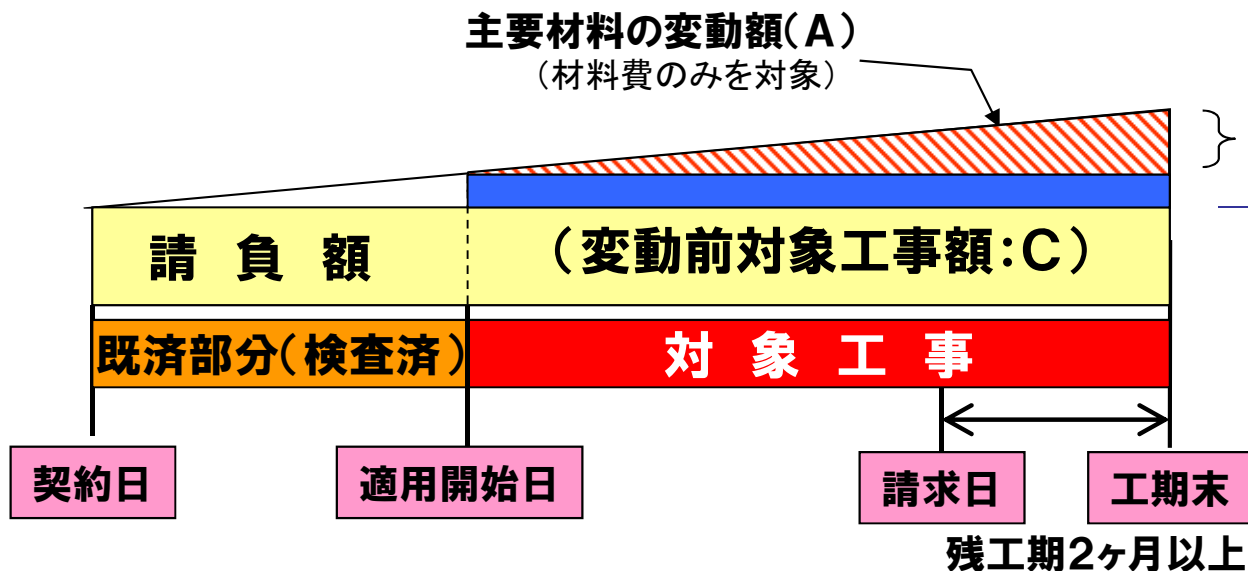 主要材料の変動額(A)
(材料費のみを対象)
請負額
(変動前対象工事額:C)
既済部分(検査済)
対象工事
契約日
適用開始日
請求日
工期末
残工期2ヶ月以上